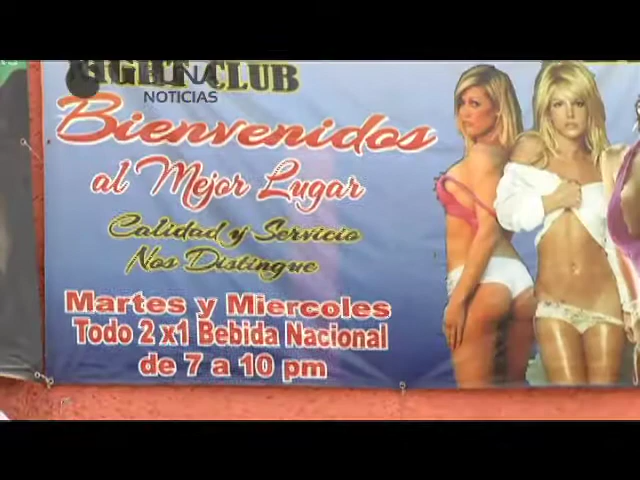 NIGHT CLUB
NOTICIAS
Bienvenidos
al Mejor Lugar
Calidad y Servicio
Nos Distingue
Martes y Miercoles
Todo 2 x1 Bebida Nacional
de 7 a 10 pm